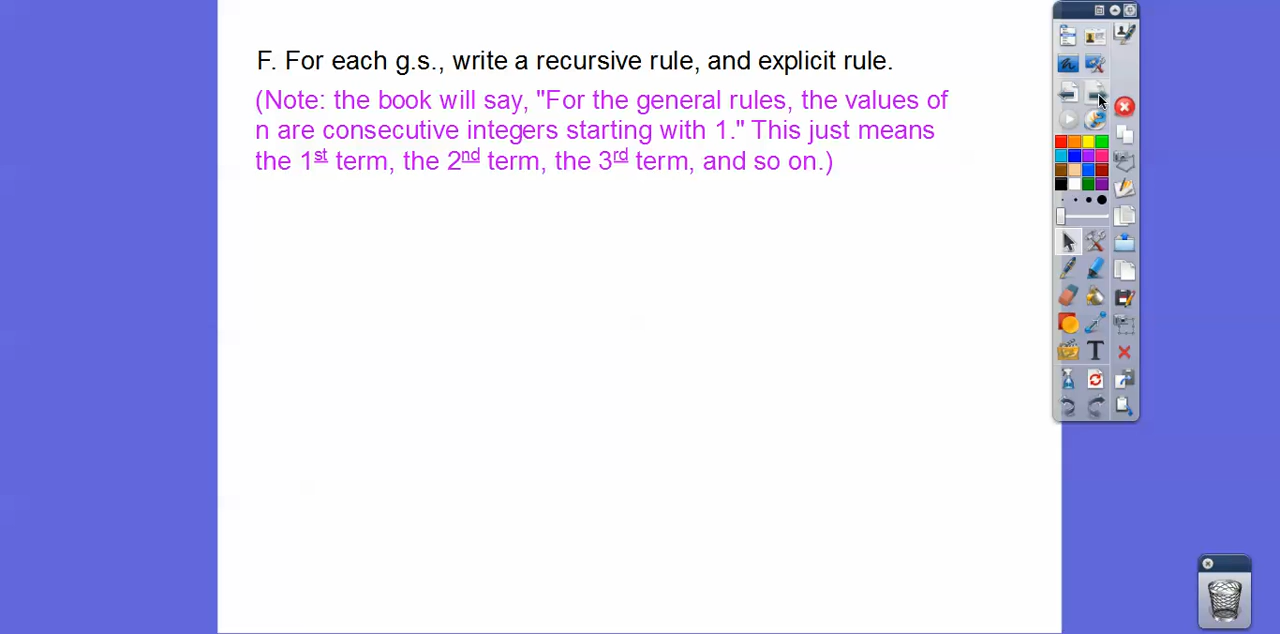 F. For each g.s., write a recursive rule, and explicit rule.
(Note: the book will say, "For the general rules, the values of
n are consecutive integers starting with 1." This just means
the 1st term, the 2nd term, the 3rd term, and so on.)